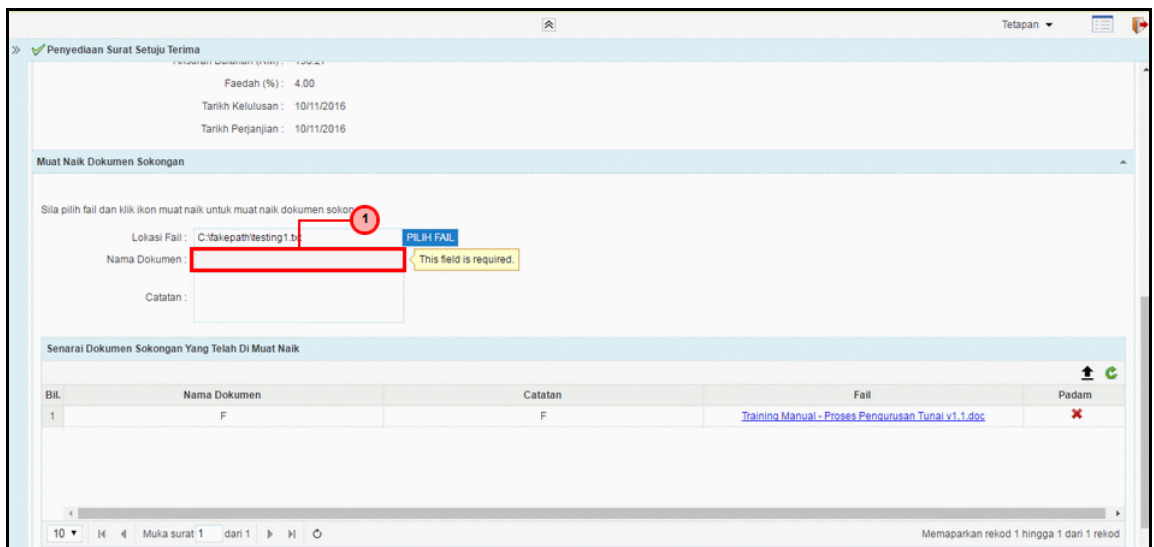 Tetapan
Penyediaan Surat Setuju Terima
Faedah (%) : 4.00
Tarikh Kelulusan : 10/11/2016
Tarikh Perjanjian : 10/11/2016
Muat Naik Dokumen Sokongan
Sila pilih fail dan klik ikon muat naik untuk muat naik dokumen
1
Lokasi Fail : C:\fakepath\testing1.txt PILIH FAIL
Nama Dokumen : This field is required.
Catatan :
Senarai Dokumen Sokongan Yang Telah Di Muat Naik
Bil. Nama Dokumen Catatan Fail Padam
1 F F Training Manual - Proses Pengurusan Tunai v1.1.doc
10 Muka surat 1 dari 1 Memaparkan rekod 1 hingga 1 dari 1 rekod